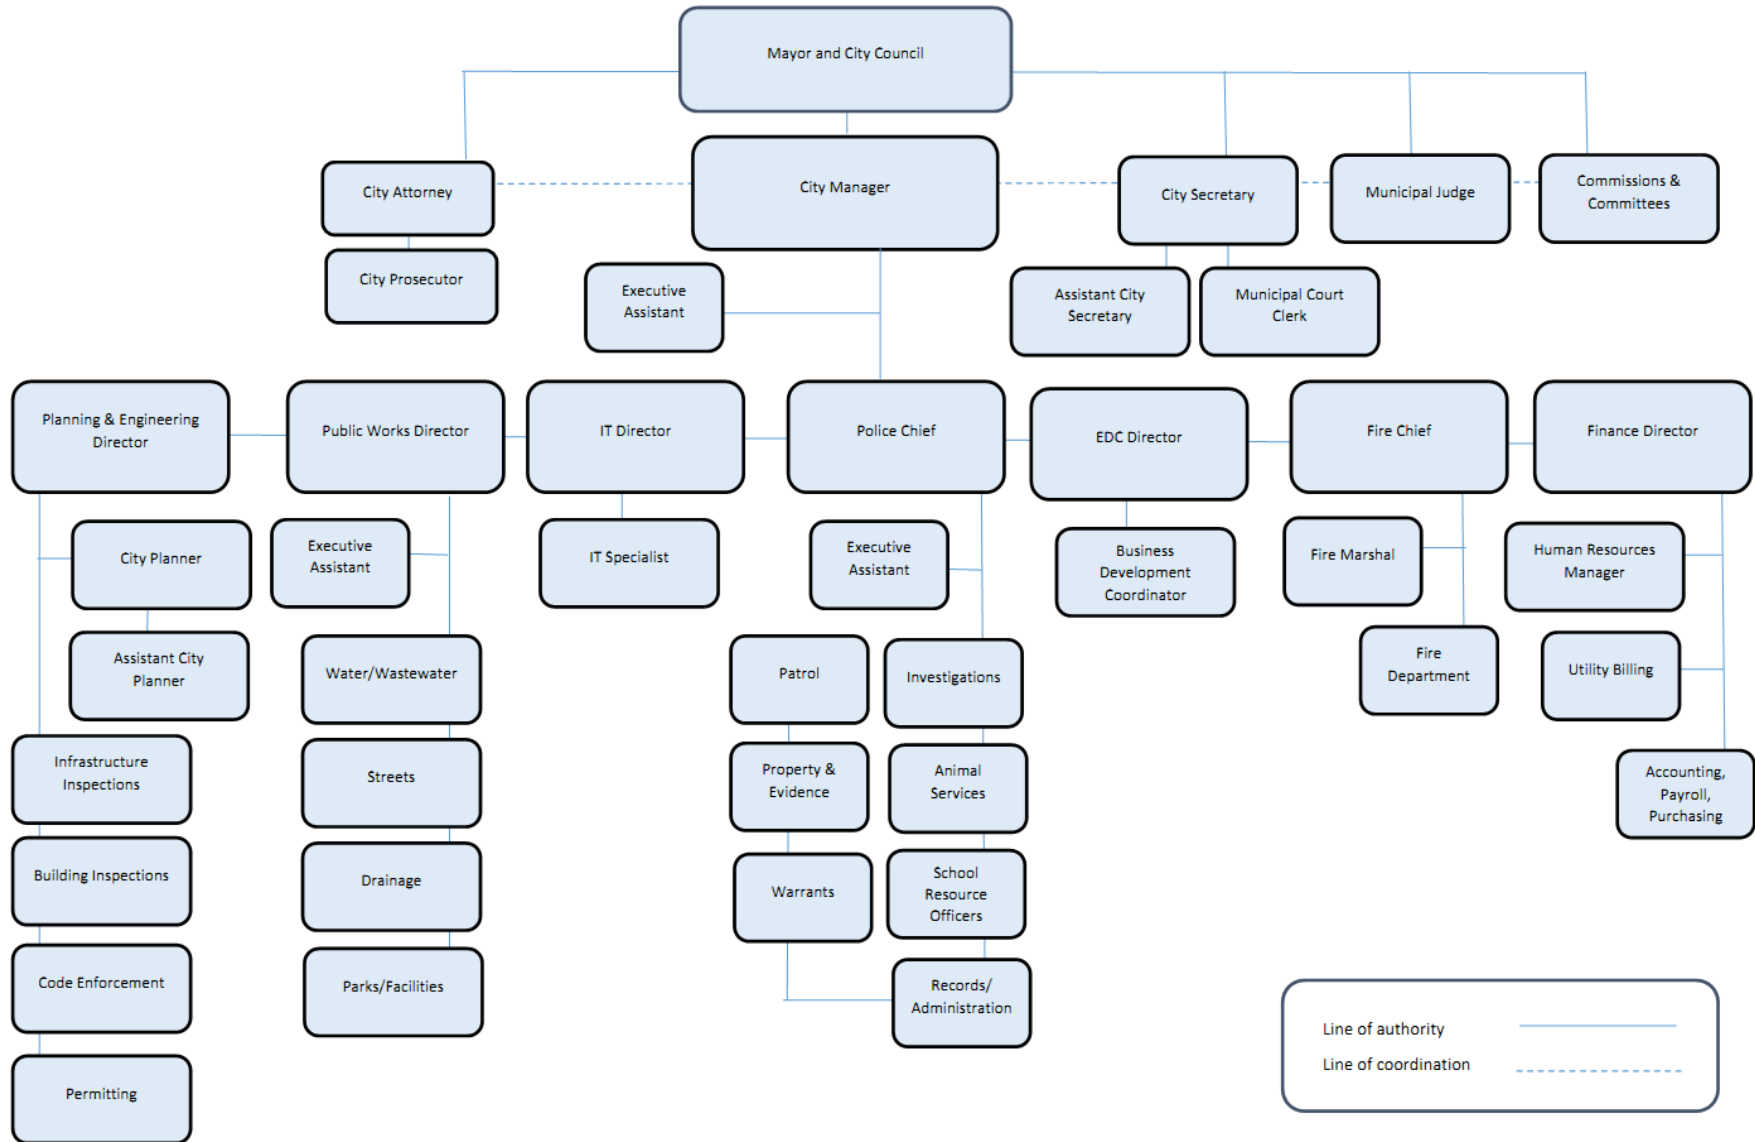 Mayor and City Council
City Attorney
City Manager
City Secretary
Municipal Judge
Commissions &
Committees
City Prosecutor
Executive
Assistant
Assistant City
Secretary
Municipal Court
Clerk
Planning & Engineering
Director
Public Works Director
IT Director
Police Chief
EDC Director
Fire Chief
Finance Director
City Planner
Executive
Assistant
IT Specialist
Executive
Assistant
Business
Development
Coordinator
Fire Marshal
Human Resources
Manager
Assistant City
Planner
Water/Wastewater
Patrol
Investigations
Fire
Department
Utility Billing
Infrastructure
Inspections
Streets
Property &
Evidence
Animal
Services
Accounting,
Payroll,
Purchasing
Building Inspections
Drainage
Warrants
School
Resource
Officers
Code Enforcement
Parks/Facilities
Records/
Administration
Permitting
Line of authority
Line of coordination